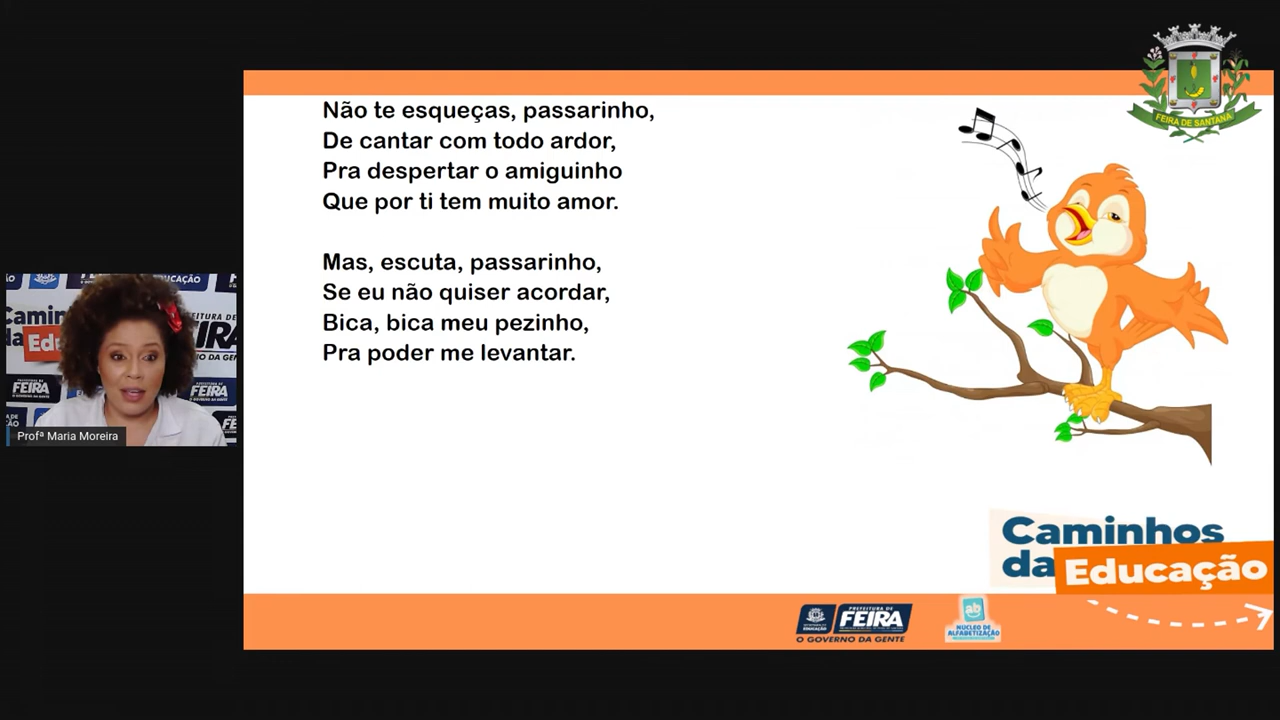 FEIRA DE SANTANA
Não te esqueças, passarinho,
De cantar com todo ardor,
Pra despertar o amiguinho
Que por ti tem muito amor.
Mas, escuta, passarinho,
Se eu não quiser acordar,
Bica, bica meu pezinho,
Pra poder me levantar.
Profª Maria Moreira
Caminhos
da Educação
PREFEITURA DE
FEIRA
O GOVERNO DA GENTE
EDUCAÇÃO
ab
NÚCLEO DE
ALFABETIZAÇÃO